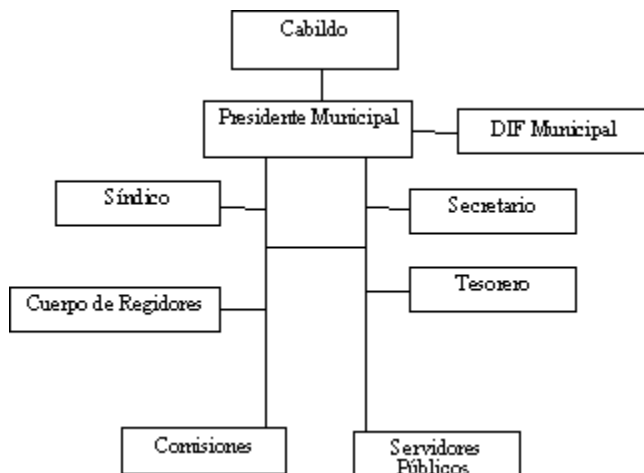 Cabildo
Presidente Municipal
DIF Municipal
Síndico
Secretario
Tesorero
Cuerpo de Regidores
Comisiones
Servidores
Públicos